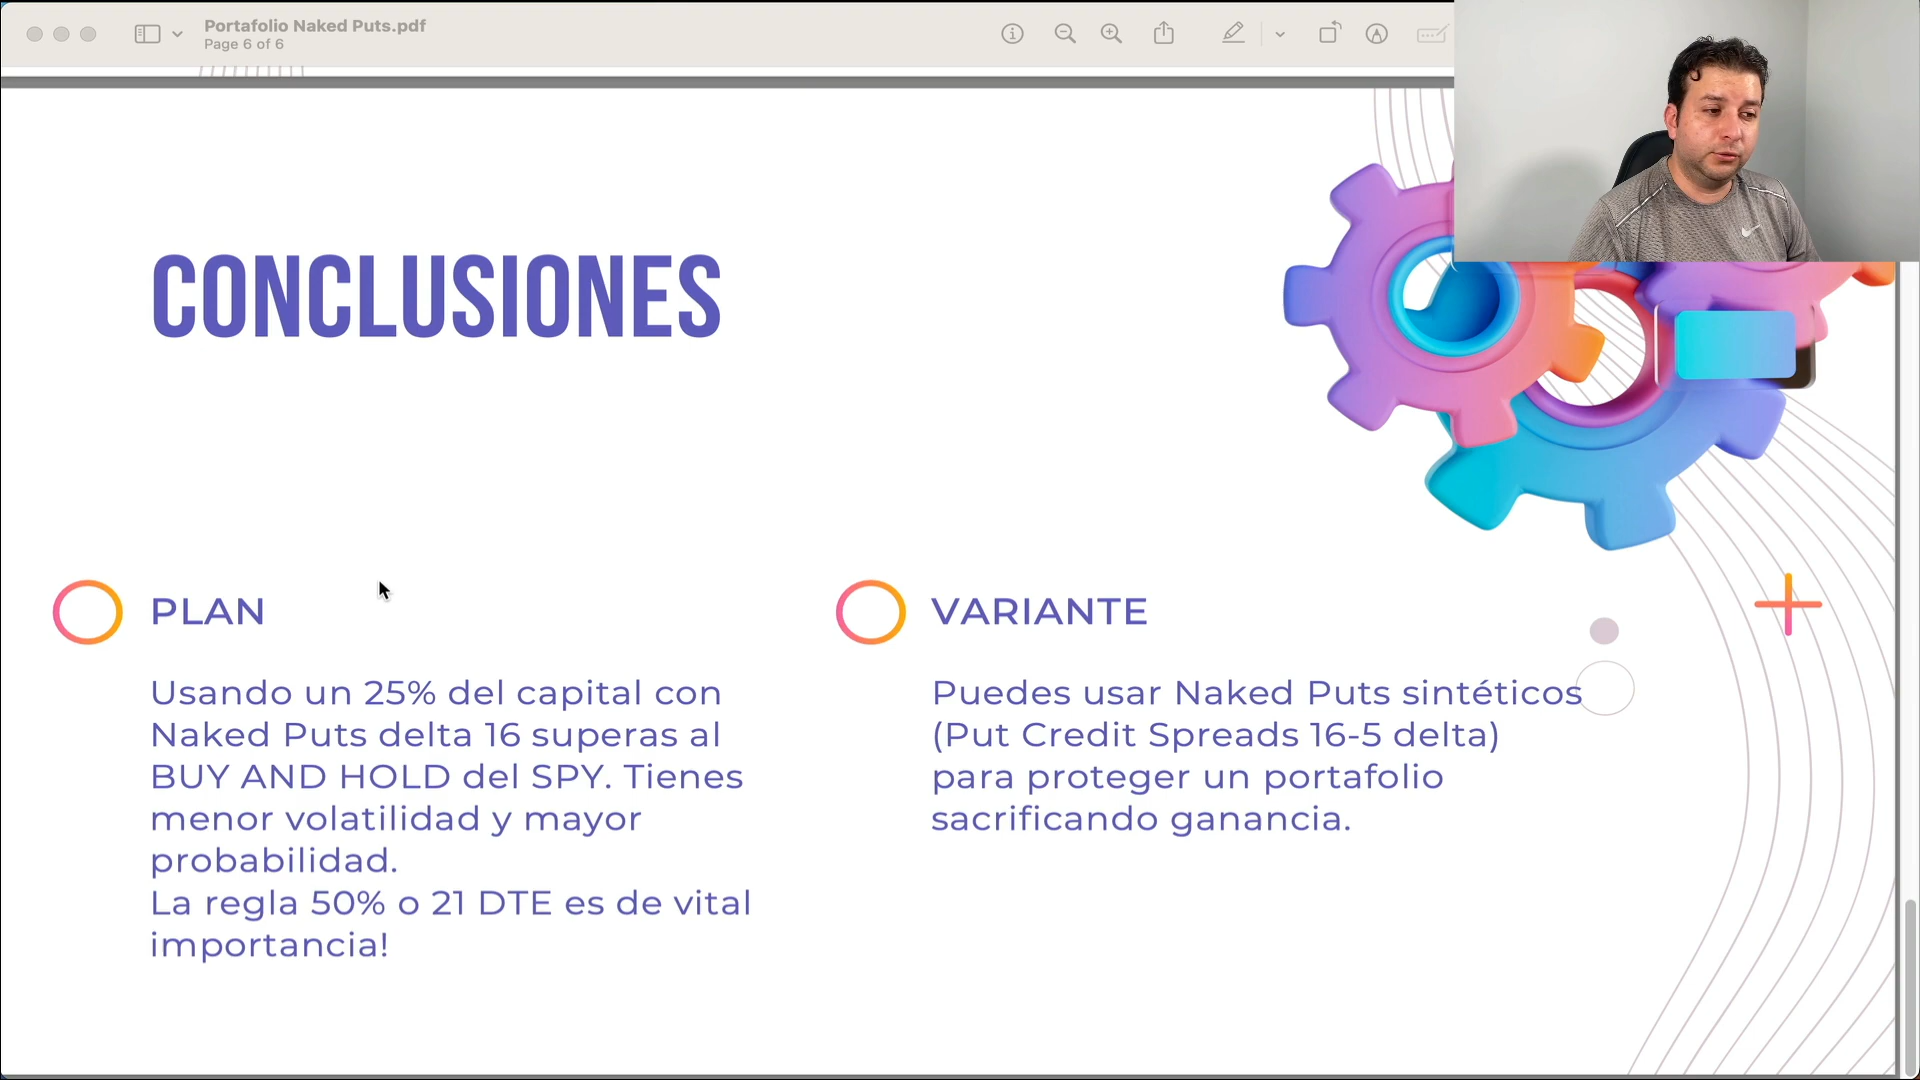 Portafolio Naked Puts.pdf
Page 6 of 6
CONCLUSIONES
PLAN
Usando un 25% del capital con
Naked Puts delta 16 superas al
BUY AND HOLD del SPY. Tienes
menor volatilidad y mayor
probabilidad.
La regla 50% o 21 DTE es de vital
importancia!
VARIANTE
Puedes usar Naked Puts sintéticos
(Put Credit Spreads 16-5 delta)
para proteger un portafolio
sacrificando ganancia.